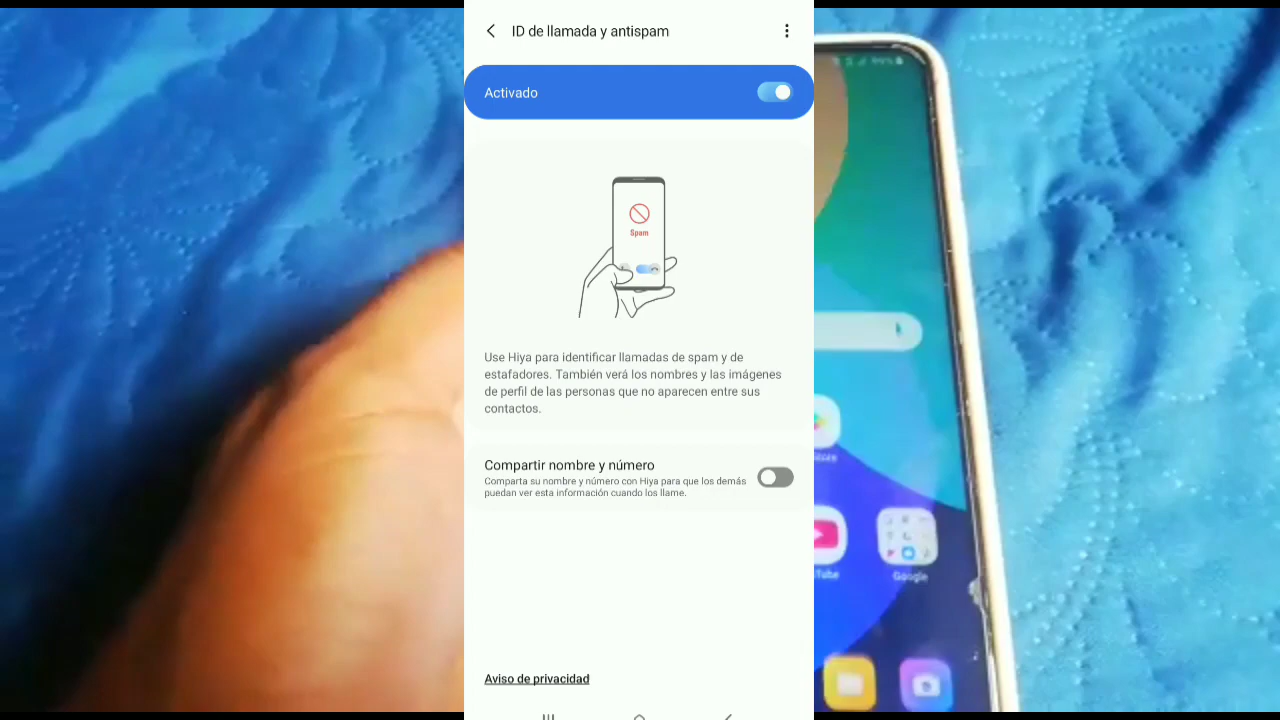 ID de llamada y antispam
Activado
Spam
Use Hiya para identificar llamadas de spam y de
estafadores. También verá los nombres y las imágenes
de perfil de las personas que no aparecen entre sus
contactos.
Compartir nombre y número
Comparta su nombre y número con Hiya para que los demás
puedan ver esta información cuando los llame.
Aviso de privacidad
Google